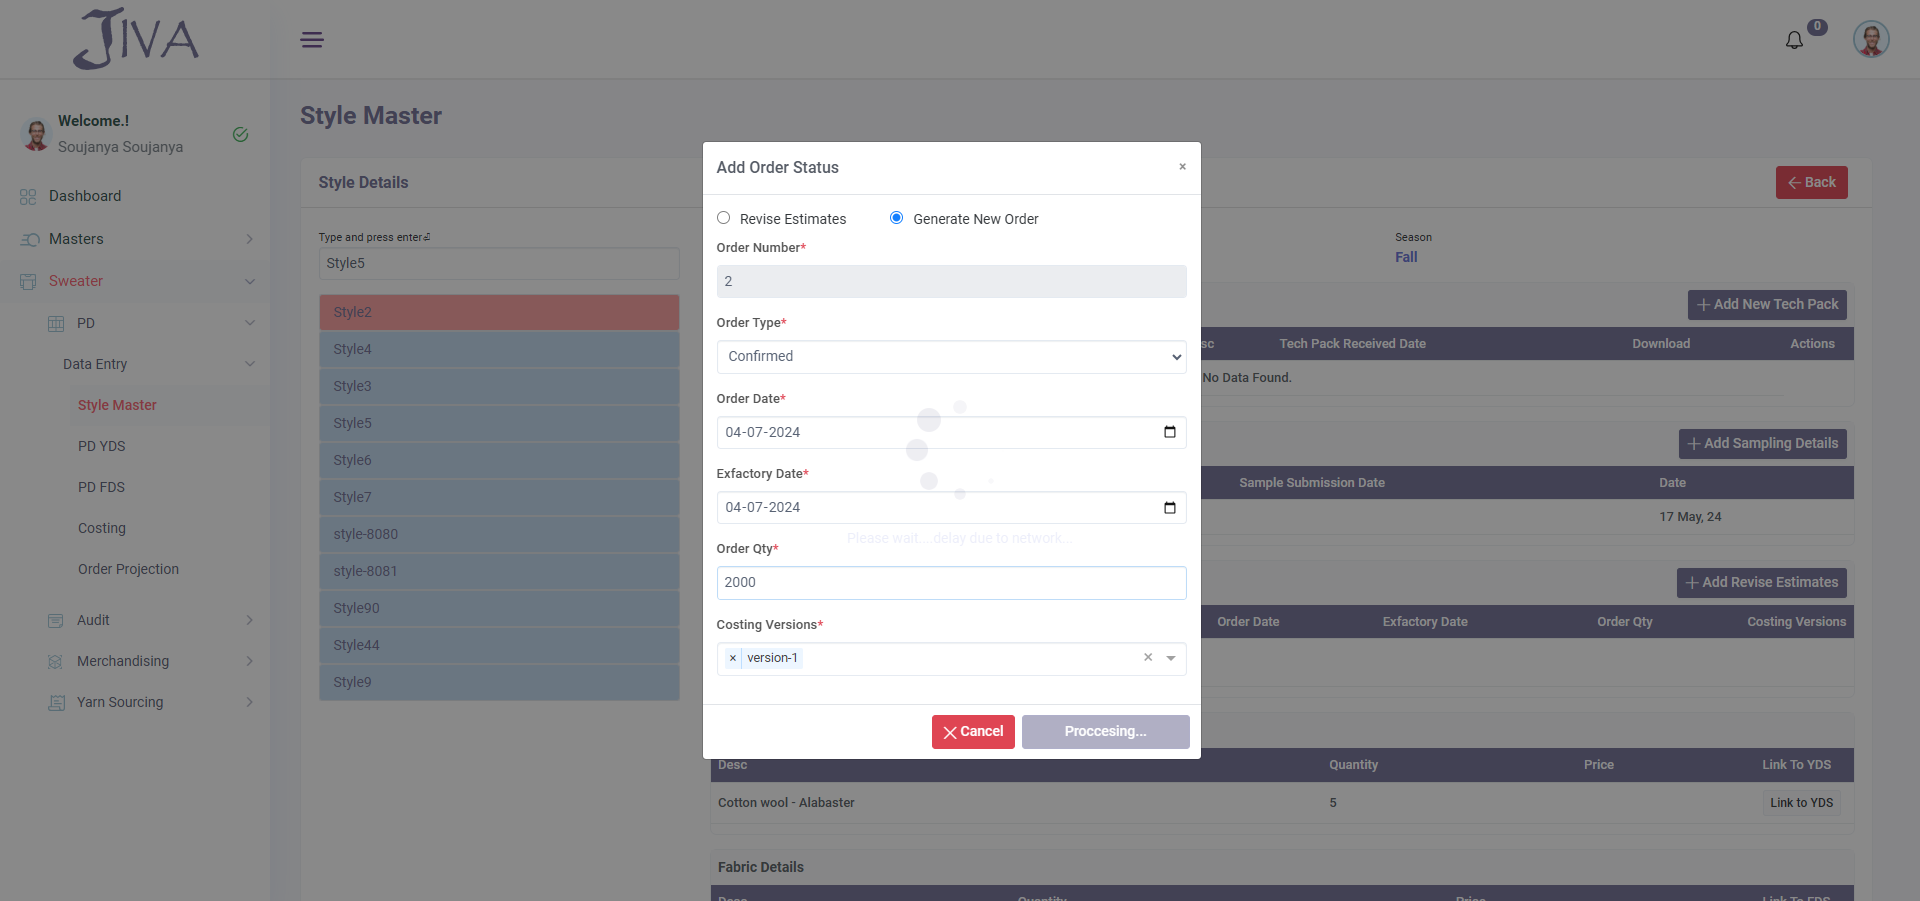 JIVA
0
Welcome.!
Soujanya Soujanya
Dashboard
Masters
Sweater
PD
Data Entry
Style Master
PD YDS
PD FDS
Costing
Order Projection
Audit
Merchandising
Yarn Sourcing
Style Master
Style Details
Back
Type and press enter⏎
Style5
Style2
Style4
Style3
Style5
Style6
Style7
style-8080
style-8081
Style90
Style44
Style9
Season
Fall
Add New Tech Pack
sc Tech Pack Received Date Download Actions
No Data Found.
Add Sampling Details
Sample Submission Date Date
17 May, 24
Add Revise Estimates
Order Date Exfactory Date Order Qty Costing Versions
Add Order Status
×
Revise Estimates Generate New Order
Order Number*
2
Order Type*
Confirmed
Order Date*
04-07-2024
Exfactory Date*
04-07-2024
Please wait....delay due to network...
Order Qty*
2000
Costing Versions*
× version-1 ×
Cancel Proccesing...
Desc Quantity Price Link To YDS
Cotton wool - Alabaster 5 Link to YDS
Fabric Details
Desc Quantity Price Link To FDS